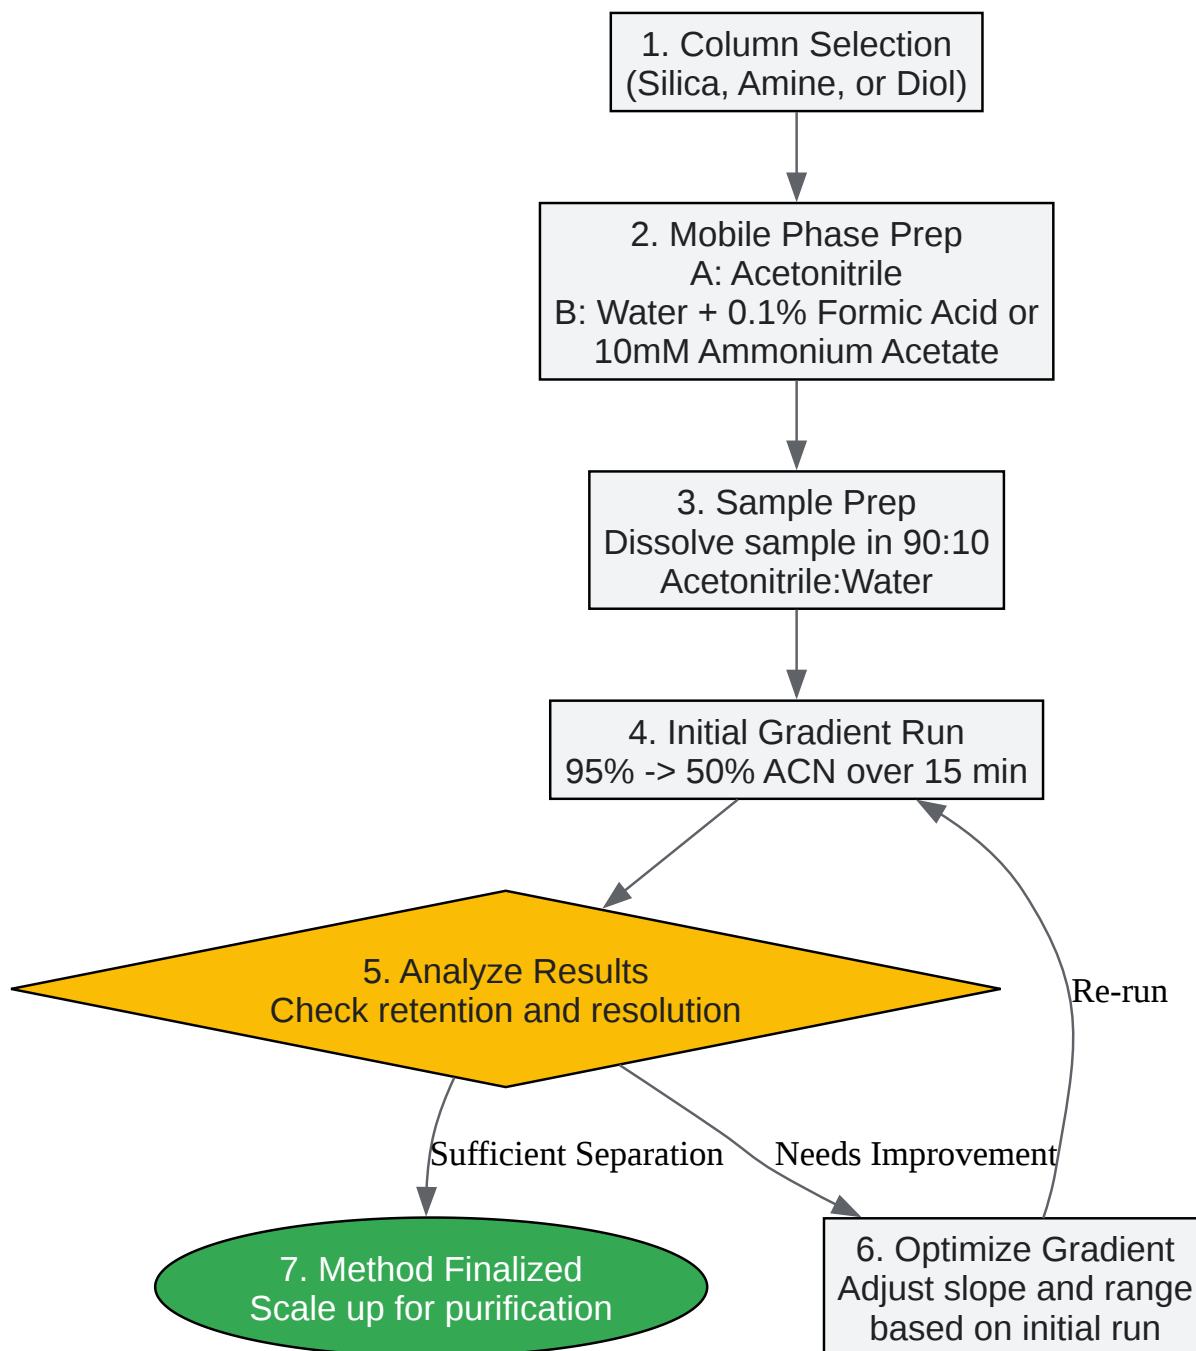 1. Column Selection
(Silica, Amine, or Diol)
2. Mobile Phase Prep
A: Acetonitrile
B: Water + 0.1% Formic Acid or
10mM Ammonium Acetate
3. Sample Prep
Dissolve sample in 90:10
Acetonitrile:Water
4. Initial Gradient Run
95% -> 50% ACN over 15 min
5. Analyze Results
Check retention and resolution
Re-run
Sufficient Separation
Needs Improvement
7. Method Finalized
Scale up for purification
6. Optimize Gradient
Adjust slope and range
based on initial run